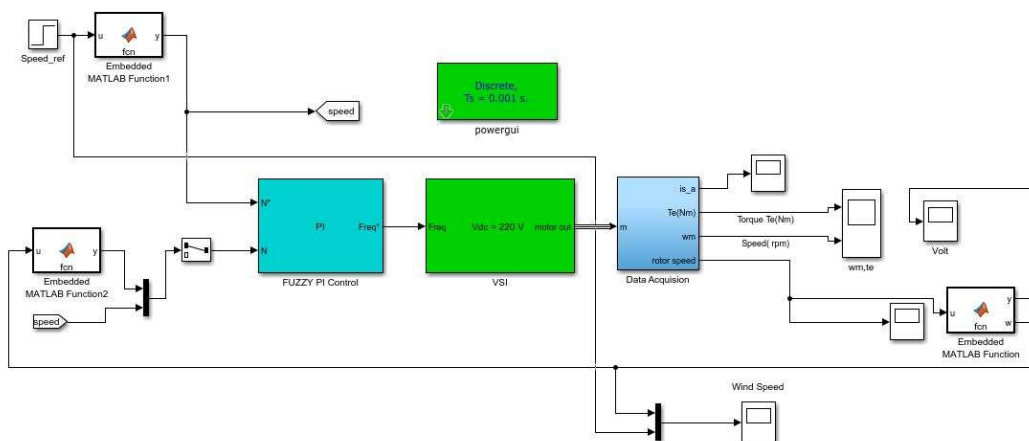 Speed_ref
u
y
fcn
Embedded
MATLAB Function1
speed
Discrete,
Ts = 0.001 s.
powergui
N*
PI
Freq*
N
FUZZY PI Control
Freq
Vdc = 220 V
motor out
VSI
m
is_a
Te(Nm)
wm
rotor speed
Data Acquision
Torque Te(Nm)
Speed( rpm)
wm,te
Volt
u
y
fcn
Embedded
MATLAB Function2
speed
u
y
fcn
w
Embedded
MATLAB Function
Wind Speed